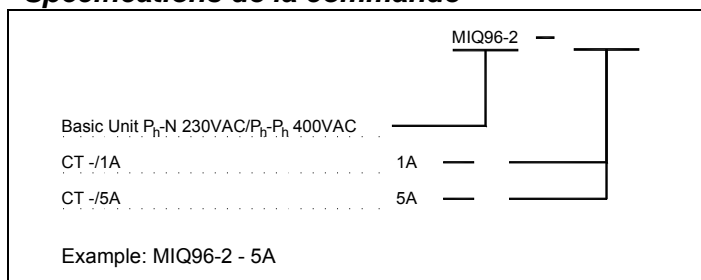 Spécifications de la commande
MIQ96-2 —
Basic Unit Ph-N 230VAC/Ph-Ph 400VAC
CT -/1A 1A
CT -/5A 5A
Example: MIQ96-2 - 5A